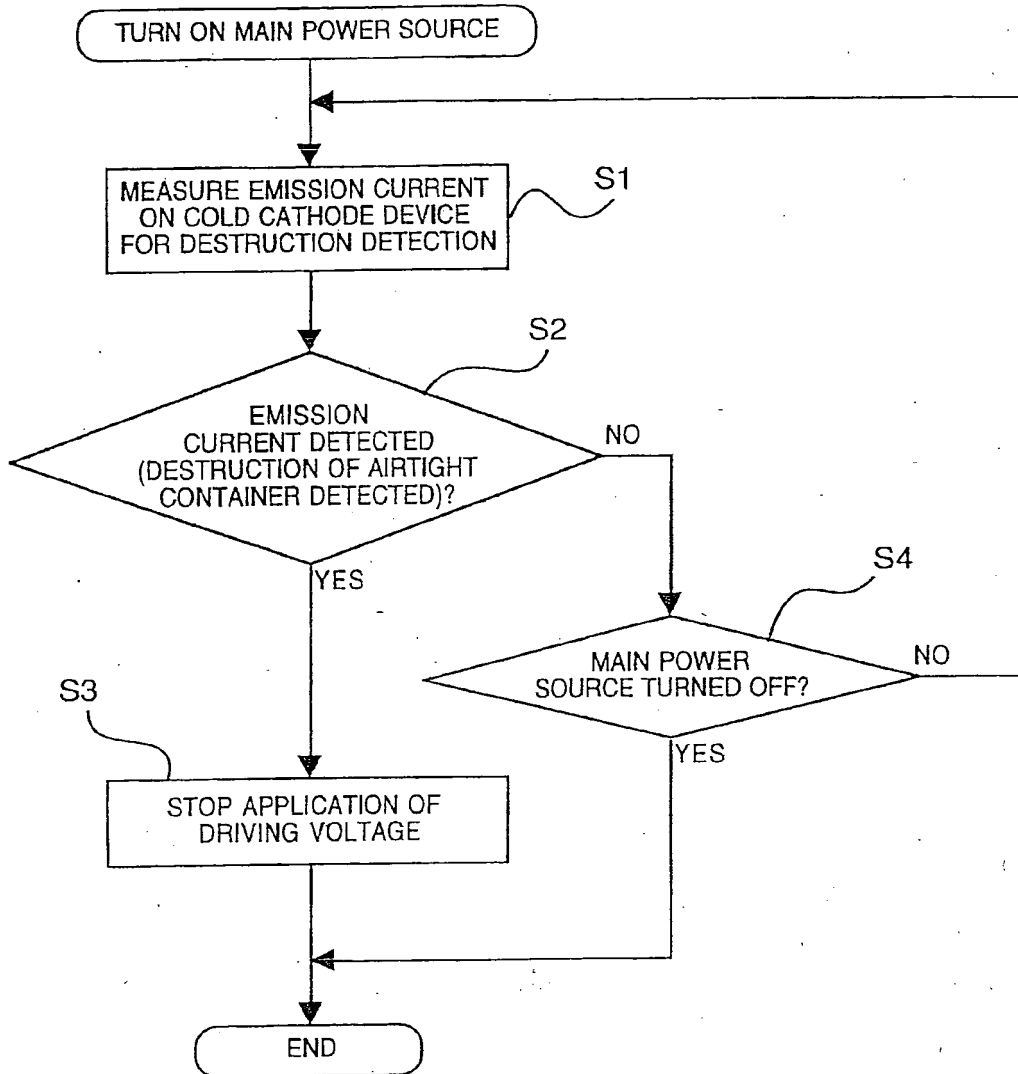 TURN ON MAIN POWER SOURCE
MEASURE EMISSION CURRENT
ON COLD CATHODE DEVICE
FOR DESTRUCTION DETECTION
S1
S2
EMISSION
CURRENT DETECTED
(DESTRUCTION OF AIRTIGHT
CONTAINER DETECTED)?
NO
YES
S4
MAIN POWER
SOURCE TURNED OFF?
NO
YES
S3
STOP APPLICATION OF
DRIVING VOLTAGE
END